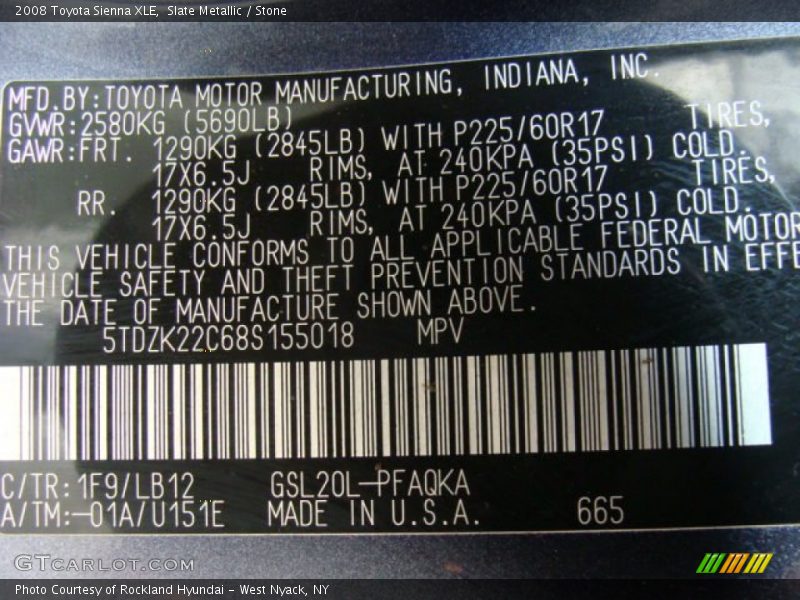 2008 Toyota Sienna XLE,  Slate Metallic / Stone
MFD.BY:TOYOTA MOTOR MANUFACTURING, INDIANA, INC.
GVWR:2580KG (5690LB)
GAWR:FRT. 1290KG (2845LB) WITH P225/60R17 TIRES,
17X6.5J RIMS, AT 240KPA (35PSI) COLD.
RR. 1290KG (2845LB) WITH P225/60R17 TIRES,
17X6.5J RIMS, AT 240KPA (35PSI) COLD.
THIS VEHICLE CONFORMS TO ALL APPLICABLE FEDERAL MOTOR
VEHICLE SAFETY AND THEFT PREVENTION STANDARDS IN EFFE
THE DATE OF MANUFACTURE SHOWN ABOVE.
5TDZK22C68S155018 MPV
C/TR:1F9/LB12 GSL20L-PFAQKA
A/TM:-01A/U151E MADE IN U.S.A. 665
GTCARLOT.COM
Photo Courtesy of Rockland Hyundai - West Nyack, NY